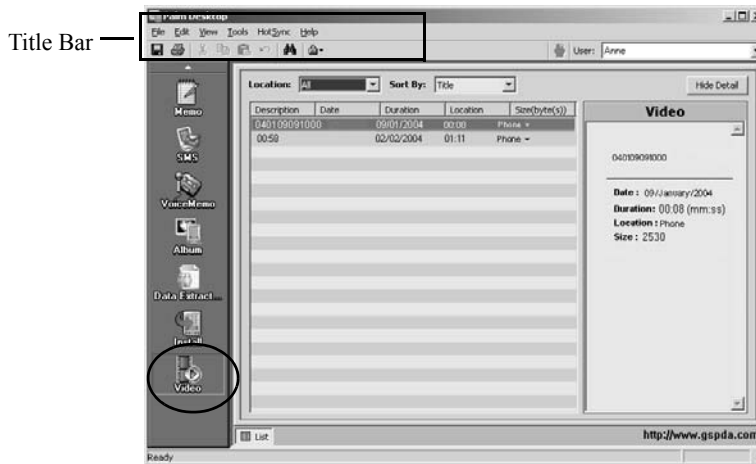 Palm Desktop
File Edit View Tools HotSync Help
Title Bar
User: Anne
Location: All Sort By: Title Hide Detail
Memo
SMS
VoiceMemo
Album
Data Extract...
Install
Video
Description Date Duration Location Size(byte(s))
040109091000 09/01/2004 00:08 Phone
00:58 02/02/2004 01:11 Phone
Video
040109091000
Date : 09/January/2004
Duration: 00:08 (mm:ss)
Location : Phone
Size : 2530
List
http://www.gspda.com
Ready